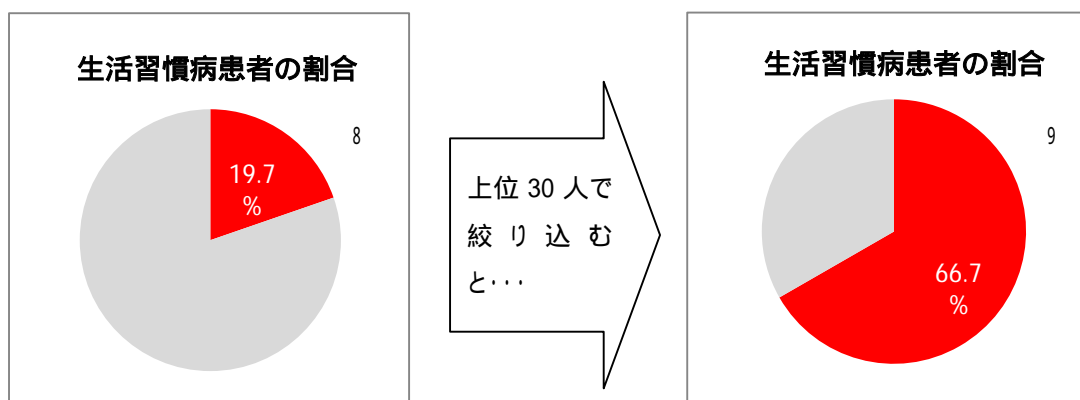 生活習慣病患者の割合
8
19.7
%
上位 30 人で
絞り込む
と･･･
生活習慣病患者の割合
9
66.7
%